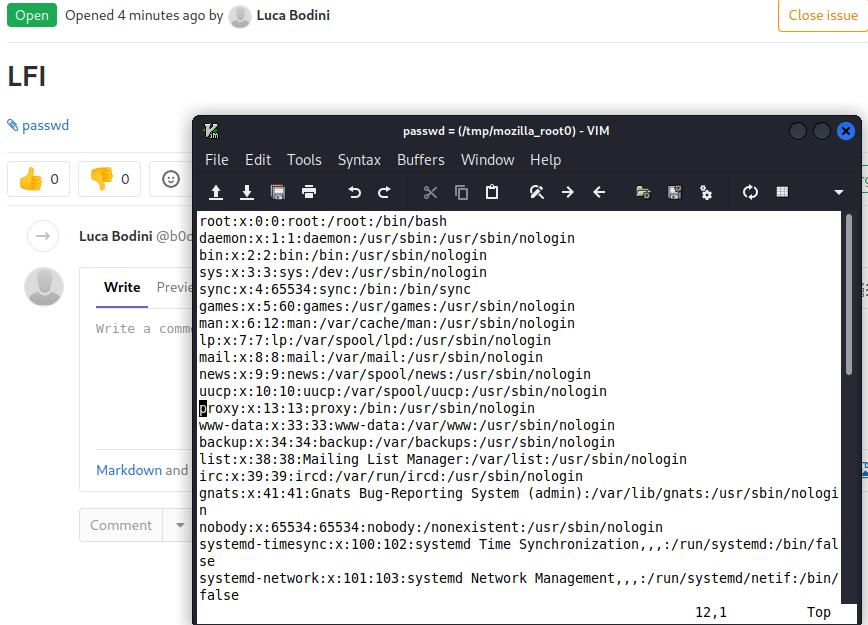 Open Opened 4 minutes ago by Luca Bodini Close issue
LFI
passwd
0 0
Luca Bodini
Write
Write a
Markdown and
Comment
passwd = (/tmp/mozilla_root0) - VIM
File Edit Tools Syntax Buffers Window Help
root:x:0:0:root:/root:/bin/bash
daemon:x:1:1:daemon:/usr/sbin:/usr/sbin/nologin
bin:x:2:2:bin:/bin:/usr/sbin/nologin
sys:x:3:3:sys:/dev:/usr/sbin/nologin
sync:x:4:65534:sync:/bin:/bin/sync
games:x:5:60:games:/usr/games:/usr/sbin/nologin
man:x:6:12:man:/var/cache/man:/usr/sbin/nologin
lp:x:7:7:lp:/var/spool/lpd:/usr/sbin/nologin
mail:x:8:8:mail:/var/mail:/usr/sbin/nologin
news:x:9:9:news:/var/spool/news:/usr/sbin/nologin
uucp:x:10:10:uucp:/var/spool/uucp:/usr/sbin/nologin
proxy:x:13:13:proxy:/bin:/usr/sbin/nologin
www-data:x:33:33:www-data:/var/www:/usr/sbin/nologin
backup:x:34:34:backup:/var/backups:/usr/sbin/nologin
list:x:38:38:Mailing List Manager:/var/list:/usr/sbin/nologin
irc:x:39:39:ircd:/var/run/ircd:/usr/sbin/nologin
gnats:x:41:41:Gnats Bug-Reporting System (admin):/var/lib/gnats:/usr/sbin/nologi
n
nobody:x:65534:65534:nobody:/nonexistent:/usr/sbin/nologin
systemd-timesync:x:100:102:systemd Time Synchronization,,,:/run/systemd:/bin/fal
se
systemd-network:x:101:103:systemd Network Management,,,:/run/systemd/netif:/bin/
false
12,1 Top